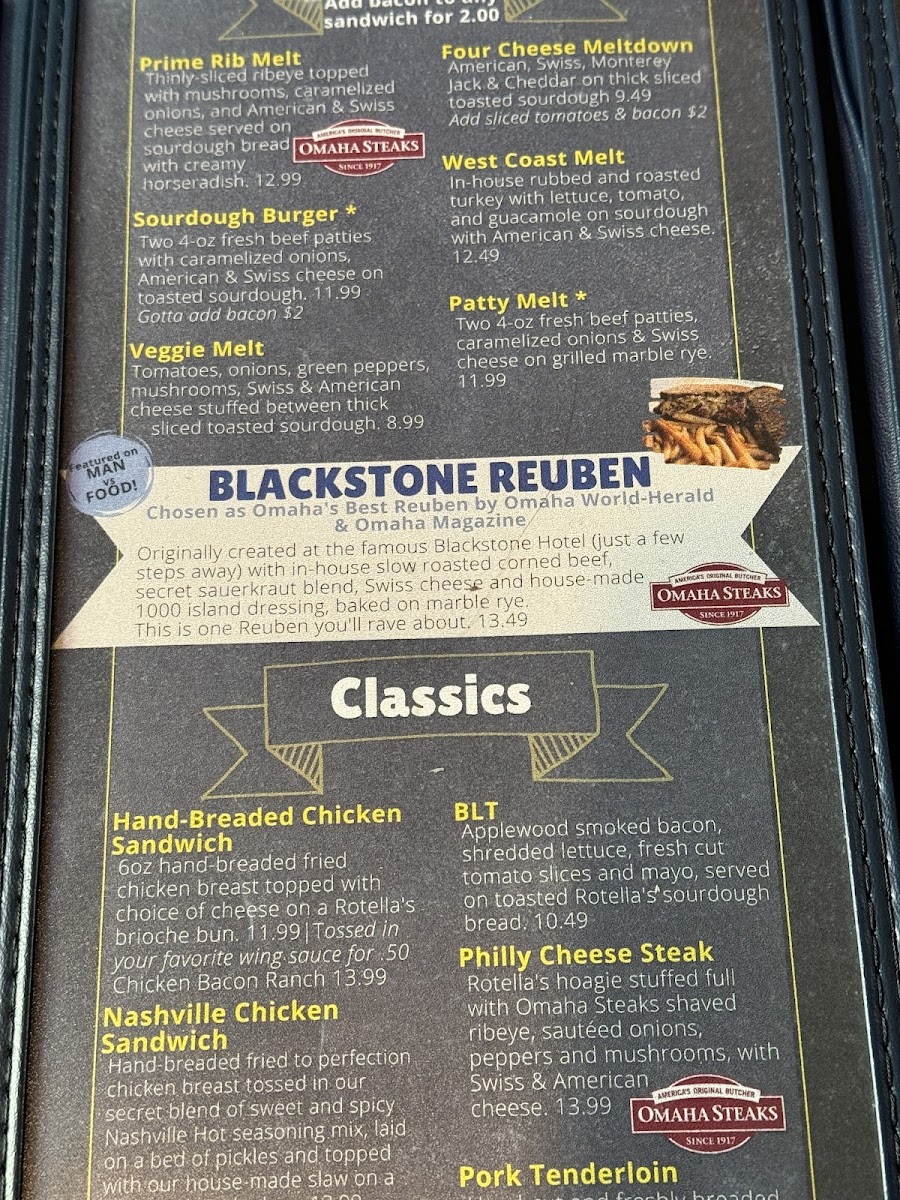 Add bacon to any
sandwich for 2.00
Prime Rib Melt
Thinly-sliced ribeye topped
with mushrooms, caramelized
onions, and American & Swiss
cheese served on
sourdough bread
with creamy
horseradish. 12.99
AMERICA'S ORIGINAL BUTCHER
OMAHA STEAKS
SINCE 1917
Sourdough Burger *
Two 4-oz fresh beef patties
with caramelized onions,
American & Swiss cheese on
toasted sourdough. 11.99
Gotta add bacon $2
Veggie Melt
Tomatoes, onions, green peppers,
mushrooms, Swiss & American
cheese stuffed between thick
sliced toasted sourdough. 8.99
Four Cheese Meltdown
American, Swiss, Monterey
Jack & Cheddar on thick sliced
toasted sourdough 9.49
Add sliced tomatoes & bacon $2
West Coast Melt
In-house rubbed and roasted
turkey with lettuce, tomato,
and guacamole on sourdough
with American & Swiss cheese.
12.49
Patty Melt *
Two 4-oz fresh beef patties,
caramelized onions & Swiss
cheese on grilled marble rye.
11.99
Featured on
MAN
vs
FOOD!
BLACKSTONE REUBEN
Chosen as Omaha's Best Reuben by Omaha World-Herald
& Omaha Magazine
Originally created at the famous Blackstone Hotel (just a few
steps away) with in-house slow roasted corned beef,
secret sauerkraut blend, Swiss cheese and house-made
1000 island dressing, baked on marble rye.
This is one Reuben you'll rave about. 13.49
AMERICA'S ORIGINAL BUTCHER
OMAHA STEAKS
SINCE 1917
Classics
Hand-Breaded Chicken
Sandwich
6oz hand-breaded fried
chicken breast topped with
choice of cheese on a Rotella's
brioche bun. 11.99|Tossed in
your favorite wing sauce for .50
Chicken Bacon Ranch 13.99
Nashville Chicken
Sandwich
Hand-breaded fried to perfection
chicken breast tossed in our
secret blend of sweet and spicy
Nashville Hot seasoning mix, laid
on a bed of pickles and topped
with our house-made slaw on a
BLT
Applewood smoked bacon,
shredded lettuce, fresh cut
tomato slices and mayo, served
on toasted Rotella's sourdough
bread. 10.49
Philly Cheese Steak
Rotella's hoagie stuffed full
with Omaha Steaks shaved
ribeye, sautéed onions,
peppers and mushrooms, with
Swiss & American
cheese. 13.99
AMERICA'S ORIGINAL BUTCHER
OMAHA STEAKS
SINCE 1917
Pork Tenderloin